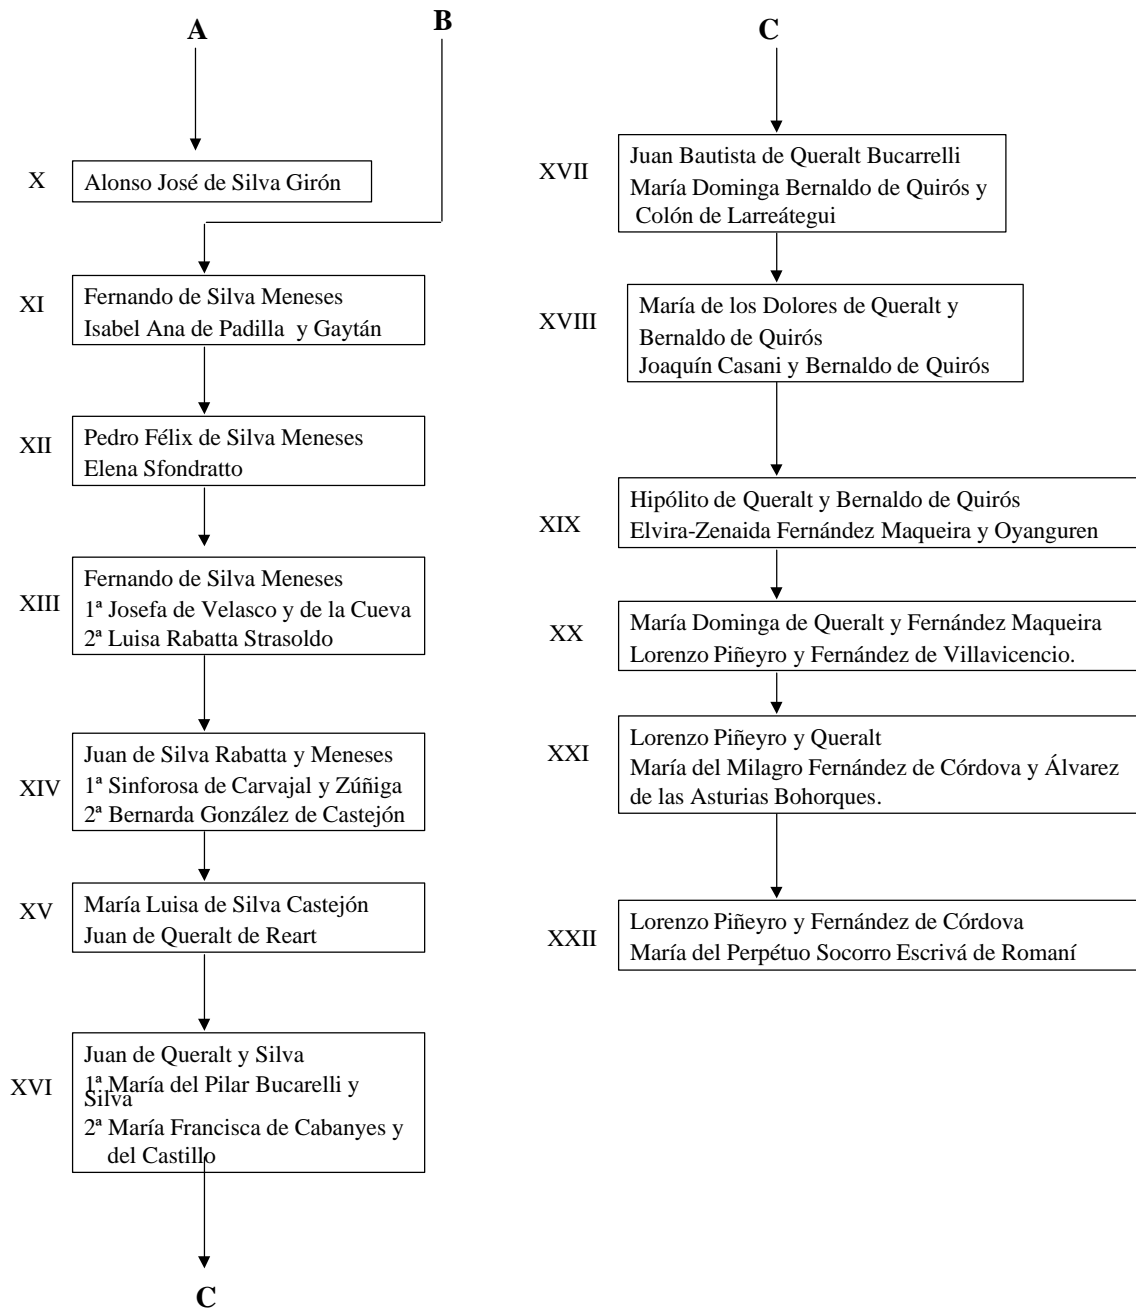 A
B
X
Alonso José de Silva Girón
XI
Fernando de Silva Meneses
Isabel Ana de Padilla y Gaytán
XII
Pedro Félix de Silva Meneses
Elena Sfondratto
XIII
Fernando de Silva Meneses
1ª Josefa de Velasco y de la Cueva
2ª Luisa Rabatta Strasoldo
XIV
Juan de Silva Rabatta y Meneses
1ª Sinforosa de Carvajal y Zúñiga
2ª Bernarda González de Castejón
XV
María Luisa de Silva Castejón
Juan de Queralt de Reart
XVI
Juan de Queralt y Silva
1ª María del Pilar Bucarelli y
Silva
2ª María Francisca de Cabanyes y
del Castillo
C
C
XVII
Juan Bautista de Queralt Bucarrelli
María Dominga Bernaldo de Quirós y
Colón de Larreátegui
XVIII
María de los Dolores de Queralt y
Bernaldo de Quirós
Joaquín Casani y Bernaldo de Quirós
XIX
Hipólito de Queralt y Bernaldo de Quirós
Elvira-Zenaida Fernández Maqueira y Oyanguren
XX
María Dominga de Queralt y Fernández Maqueira
Lorenzo Piñeyro y Fernández de Villavicencio.
XXI
Lorenzo Piñeyro y Queralt
María del Milagro Fernández de Córdova y Álvarez
de las Asturias Bohorques.
XXII
Lorenzo Piñeyro y Fernández de Córdova
María del Perpétuo Socorro Escrivá de Romaní